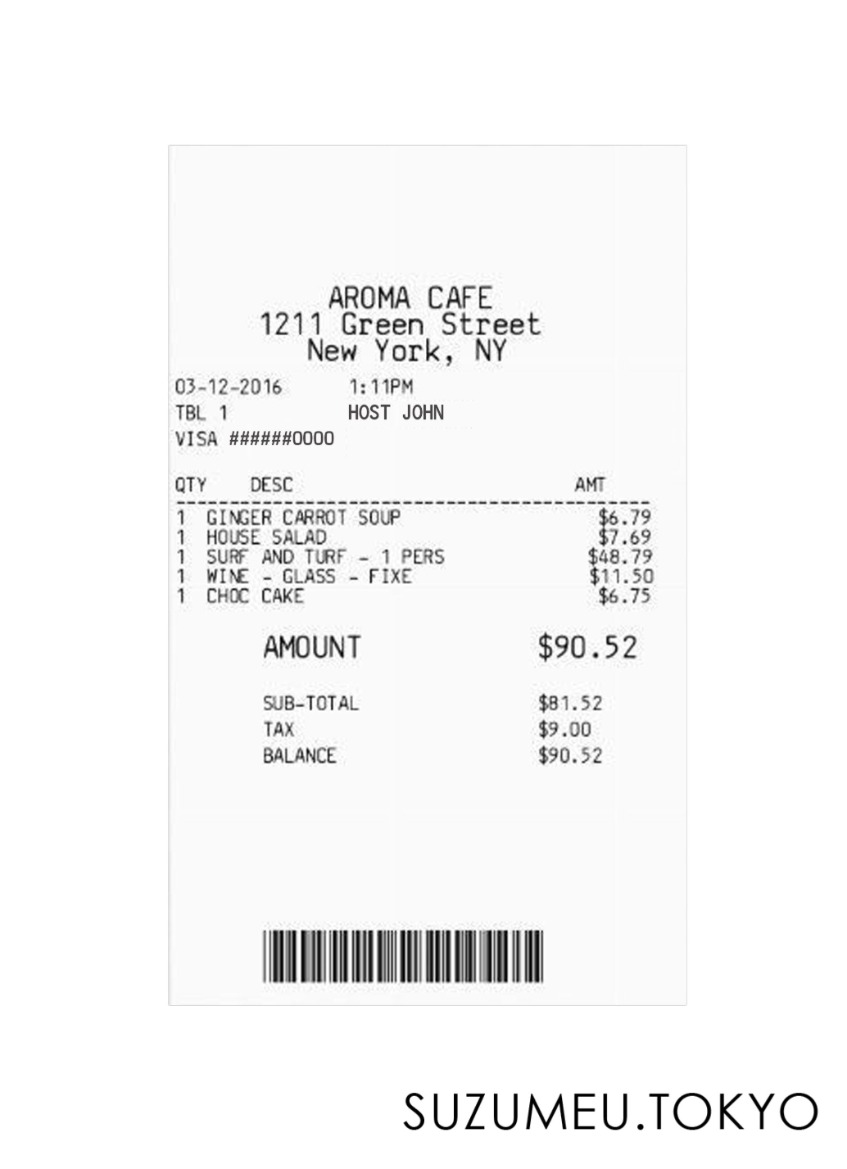 AROMA CAFE
1211 Green Street
New York, NY
03-12-2016 1:11PM
TBL 1 HOST JOHN
VISA ######0000
QTY DESC AMT
1 GINGER CARROT SOUP $6.79
1 HOUSE SALAD $7.69
1 SURF AND TURF - 1 PERS $48.79
1 WINE - GLASS - FIXE $11.50
1 CHOC CAKE $6.75
AMOUNT $90.52
SUB-TOTAL $81.52
TAX $9.00
BALANCE $90.52
SUZUMEU.TOKYO